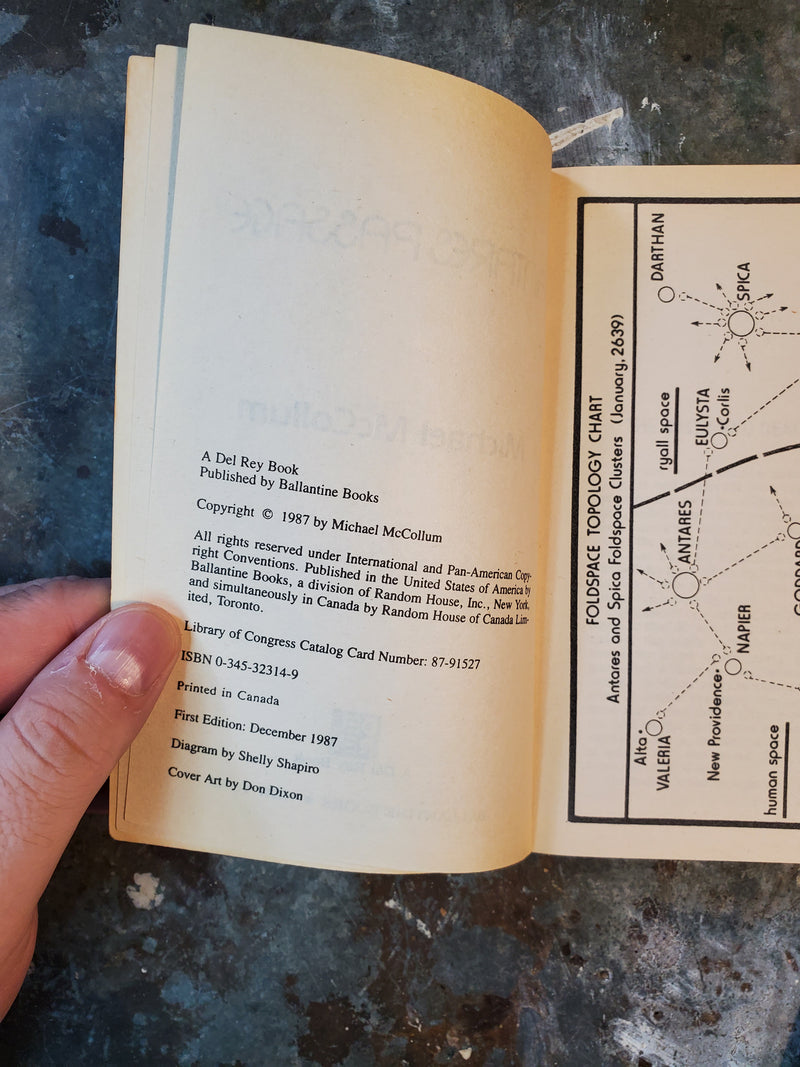 A Del Rey Book
Published by Ballantine Books
Copyright © 1987 by Michael McCollum
All rights reserved under International and Pan-American Copy-
right Conventions. Published in the United States of America by
Ballantine Books, a division of Random House, Inc., New York,
and simultaneously in Canada by Random House of Canada Lim-
ited, Toronto.
Library of Congress Catalog Card Number: 87-91527
ISBN 0-345-32314-9
Printed in Canada
First Edition: December 1987
Diagram by Shelly Shapiro
Cover Art by Don Dixon
FOLDSPACE TOPOLOGY CHART
Antares and Spica Foldspace Clusters (January, 2639)
DARTHAN
SPICA
ryall space
EULYSTA
Corlis
ANTARES
NAPIER
New Providence
Alta
VALERIA
human space